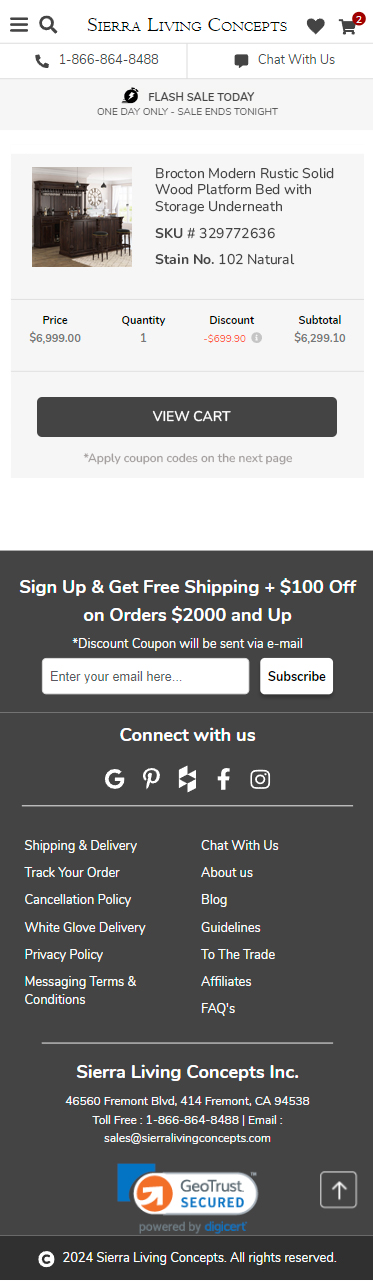 Sierra Living Concepts
2
1-866-864-8488
Chat With Us
FLASH SALE TODAY
ONE DAY ONLY - SALE ENDS TONIGHT
Brocton Modern Rustic Solid
Wood Platform Bed with
Storage Underneath
SKU # 329772636
Stain No. 102 Natural
Price Quantity Discount Subtotal
$6,999.00 1 -$699.90 $6,299.10
VIEW CART
*Apply coupon codes on the next page
Sign Up & Get Free Shipping + $100 Off
on Orders $2000 and Up
*Discount Coupon will be sent via e-mail
Enter your email here...
Subscribe
Connect with us
Shipping & Delivery
Track Your Order
Cancellation Policy
White Glove Delivery
Privacy Policy
Messaging Terms &
Conditions
Chat With Us
About us
Blog
Guidelines
To The Trade
Affiliates
FAQ's
Sierra Living Concepts Inc.
46560 Fremont Blvd, 414 Fremont, CA 94538
Toll Free : 1-866-864-8488 | Email :
sales@sierralivingconcepts.com
GeoTrust™
SECURED
powered by digicert®
© 2024 Sierra Living Concepts. All rights reserved.